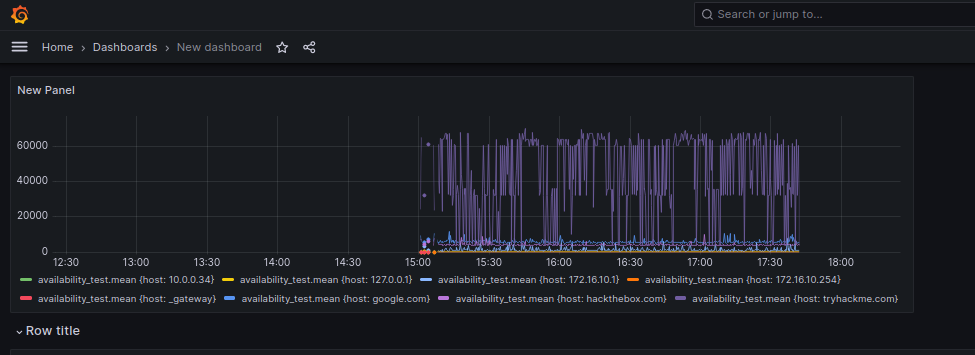 Search or jump to...
Home › Dashboards › New dashboard
New Panel
60000
40000
20000
0
12:30 13:00 13:30 14:00 14:30 15:00 15:30 16:00 16:30 17:00 17:30 18:00
availability_test.mean {host: 10.0.0.34} availability_test.mean {host: 127.0.0.1} availability_test.mean {host: 172.16.10.1} availability_test.mean {host: 172.16.10.254}
availability_test.mean {host: _gateway} availability_test.mean {host: google.com} availability_test.mean {host: hackthebox.com} availability_test.mean {host: tryhackme.com}
Row title